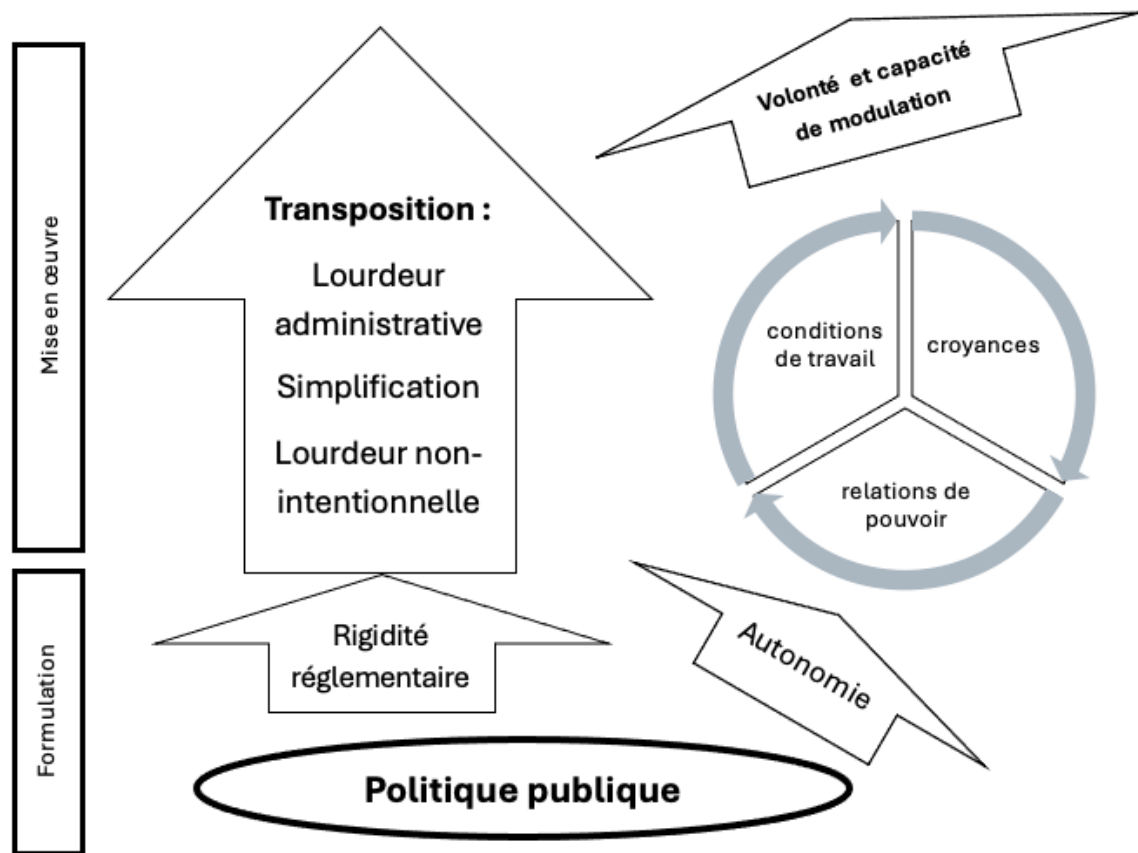 Mise en œuvre
Volonté et capacité
de modulation
Transposition :
Lourdeur
administrative
Simplification
Lourdeur non-
intentionnelle
conditions
de travail
croyances
relations de
pouvoir
Formulation
Rigidité
réglementaire
Autonomie
Politique publique